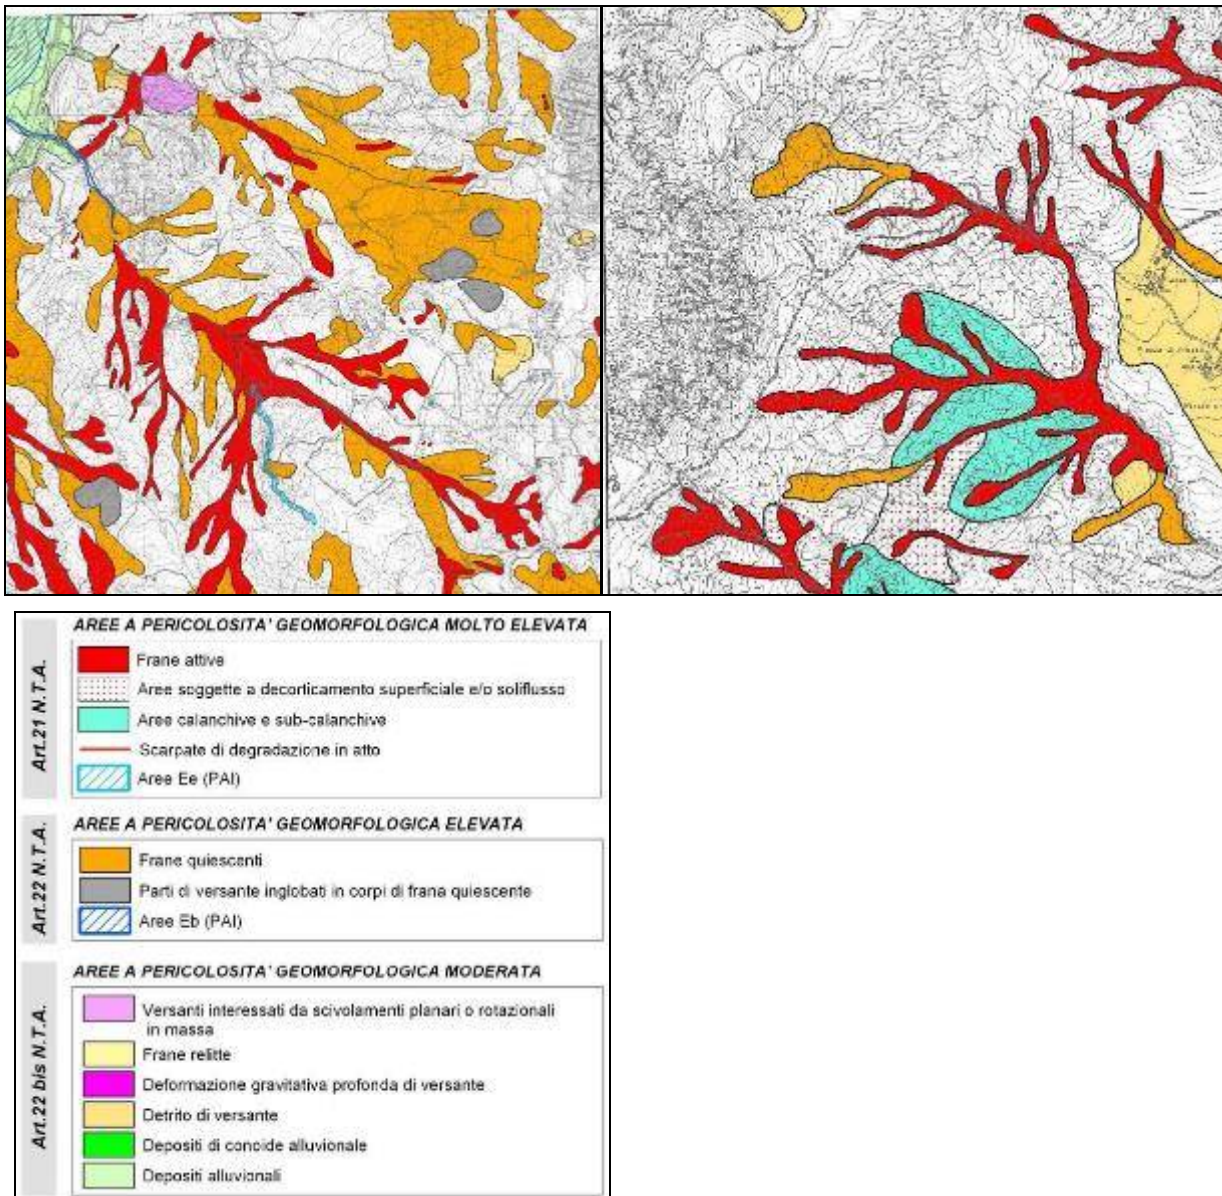 Art.21 N.T.A.
AREE A PERICOLOSITA' GEOMORFOLOGICA MOLTO ELEVATA
Frane attive
Aree soggette a decorticamento superficiale e/o soliflusso
Aree calanchive e sub-calanchive
Scarpate di degradazione in atto
Aree Ee (PAI)
Art.22 N.T.A.
AREE A PERICOLOSITA' GEOMORFOLOGICA ELEVATA
Frane quiescenti
Parti di versante inglobati in corpi di frana quiescente
Aree Eb (PAI)
Art.22 bis N.T.A.
AREE A PERICOLOSITA' GEOMORFOLOGICA MODERATA
Versanti interessati da scivolamenti planari o rotazionali
in massa
Frane relitte
Deformazione gravitativa profonda di versante
Detrito di versante
Depositi di conoide alluvionale
Depositi alluvionali